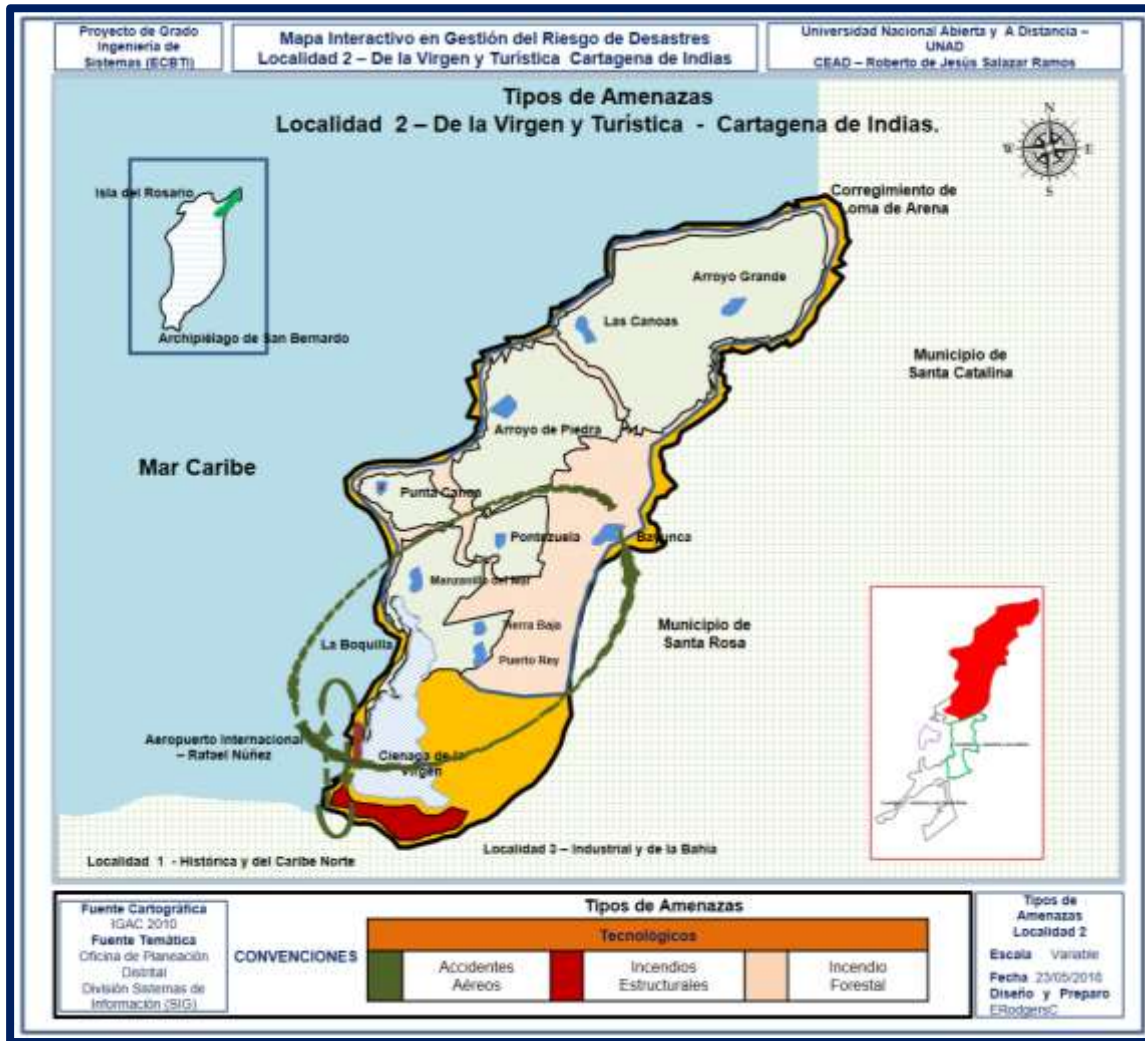 Proyecto de Grado
Ingeniería de
Sistemas (ECBTI)
Mapa Interactivo en Gestión del Riesgo de Desastres
Localidad 2 – De la Virgen y Turística Cartagena de Indias
Universidad Nacional Abierta y A Distancia –
UNAD
CEAD – Roberto de Jesús Salazar Ramos
Tipos de Amenazas
Localidad 2 – De la Virgen y Turística - Cartagena de Indias.
N
W E
S
Isla del Rosario
Archipiélago de San Bernardo
Corregimiento de
Loma de Arena
Arroyo Grande
Las Canoas
Municipio de
Santa Catalina
Arroyo de Piedra
Mar Caribe
Punta Canoa
Pontezuela
Bayunca
Manzanillo del Mar
Tierra Baja
Municipio de
Santa Rosa
La Boquilla
Puerto Rey
Aeropuerto Internacional
– Rafael Núñez
Cienaga de la
Virgen
Localidad 3 – Industrial y de la Bahía
Localidad 1 - Histórica y del Caribe Norte
Fuente Cartográfica
IGAC 2010
Fuente Temática
Oficina de Planeación
Distrital
División Sistemas de
Información (SIG)
CONVENCIONES
Tipos de Amenazas
Tecnológicos
Accidentes
Aéreos
Incendios
Estructurales
Incendio
Forestal
Tipos de
Amenazas
Localidad 2
Escala Variable
Fecha 23/05/2016
Diseño y Preparo
ERodgersC